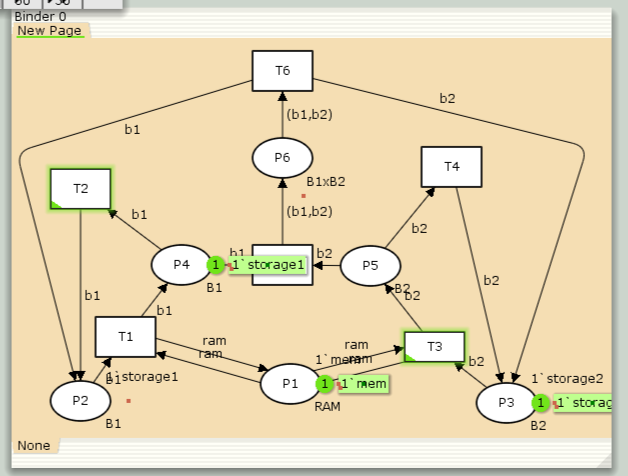 Binder 0
New Page
T6
b2
b1
(b1,b2)
P6
T4
T2
B1xB2
(b1,b2)
b1
b2
b1
b2
P4
1
1`storage1
P5
B1
B2
b2
b2
b1
b1
T1
ram
ram
ram
ram
T3
1`mem
b2
P1
1
1`mem
B1
1`storage1
1`storage2
P2
RAM
P3
1
1`storag
B1
B2
None